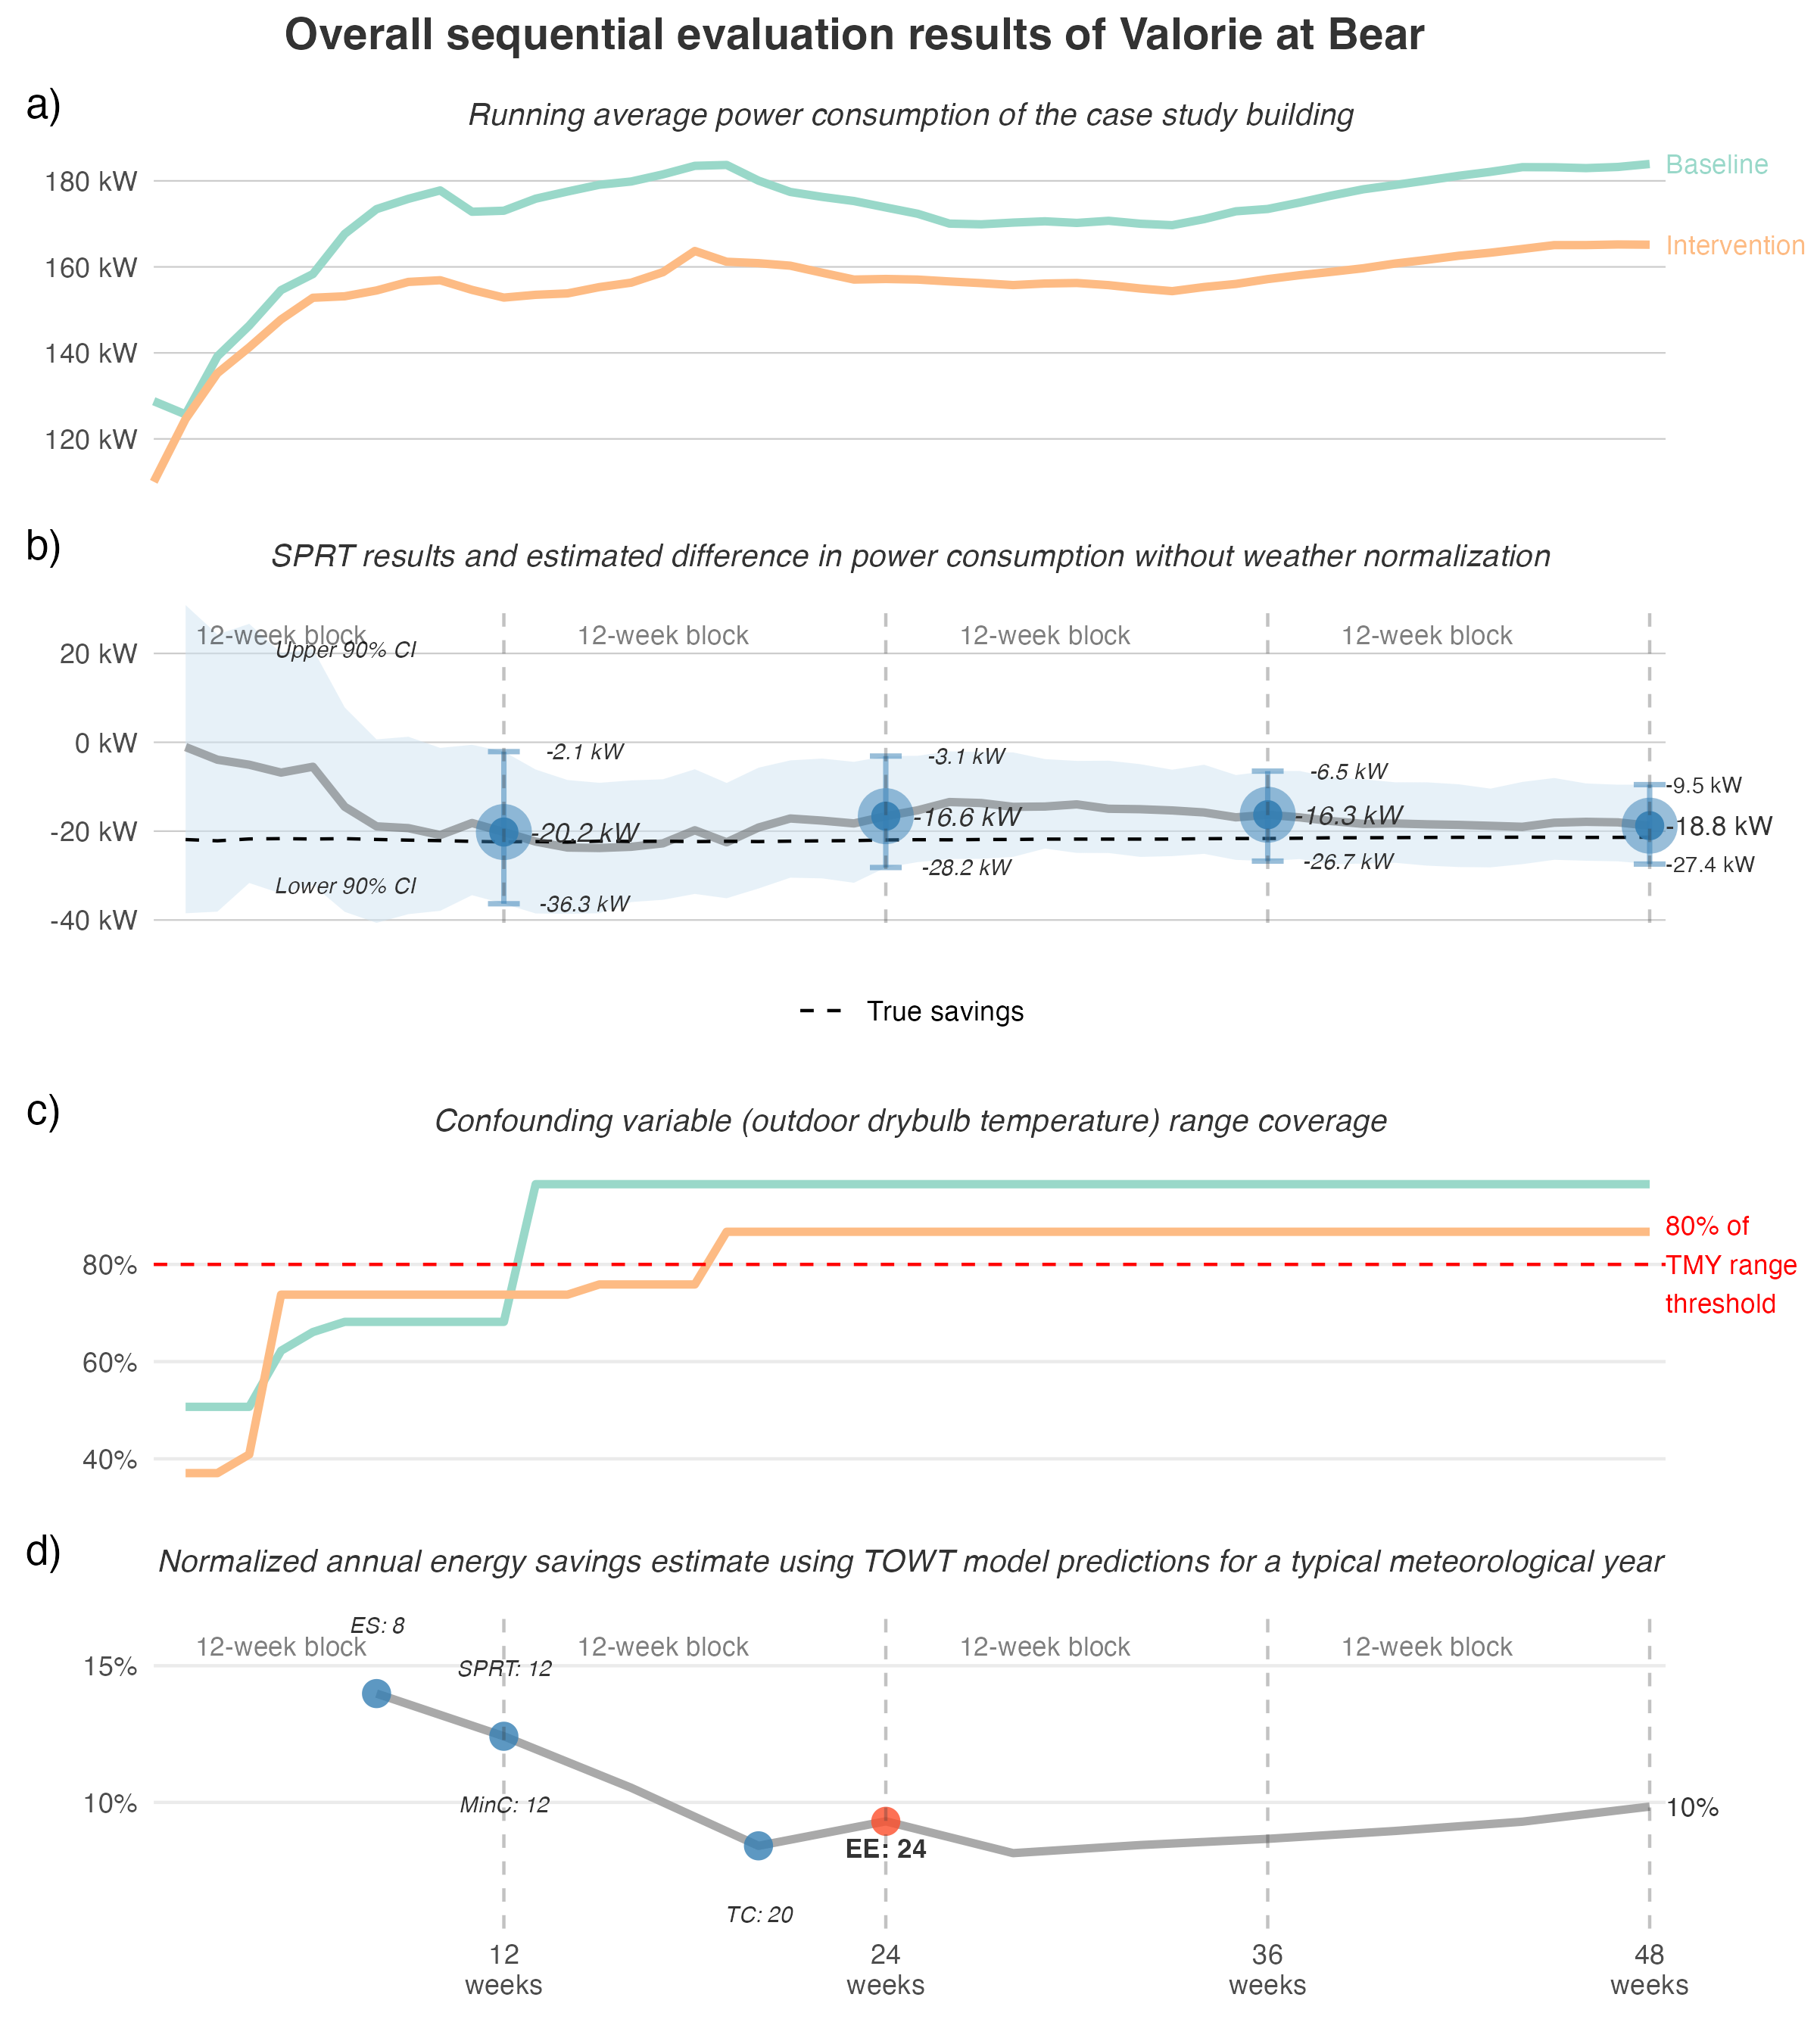 Overall sequential evaluation results of Valorie at Bear
a)
Running average power consumption of the case study building
180 kW
160 kW
140 kW
120 kW
Baseline
Intervention
b)
SPRT results and estimated difference in power consumption without weather normalization
12-week block
12-week block
12-week block
12-week block
20 kW
0 kW
-20 kW
-40 kW
Upper 90% CI
Lower 90% CI
-2.1 kW
-20.2 kW
-36.3 kW
-3.1 kW
-16.6 kW
-28.2 kW
-6.5 kW
-16.3 kW
-26.7 kW
-9.5 kW
-18.8 kW
-27.4 kW
True savings
c)
Confounding variable (outdoor drybulb temperature) range coverage
80%
60%
40%
80% of
TMY range
threshold
d)
Normalized annual energy savings estimate using TOWT model predictions for a typical meteorological year
ES: 8
12-week block
12-week block
12-week block
12-week block
15%
10%
SPRT: 12
MinC: 12
TC: 20
EE: 24
10%
12
weeks
24
weeks
36
weeks
48
weeks